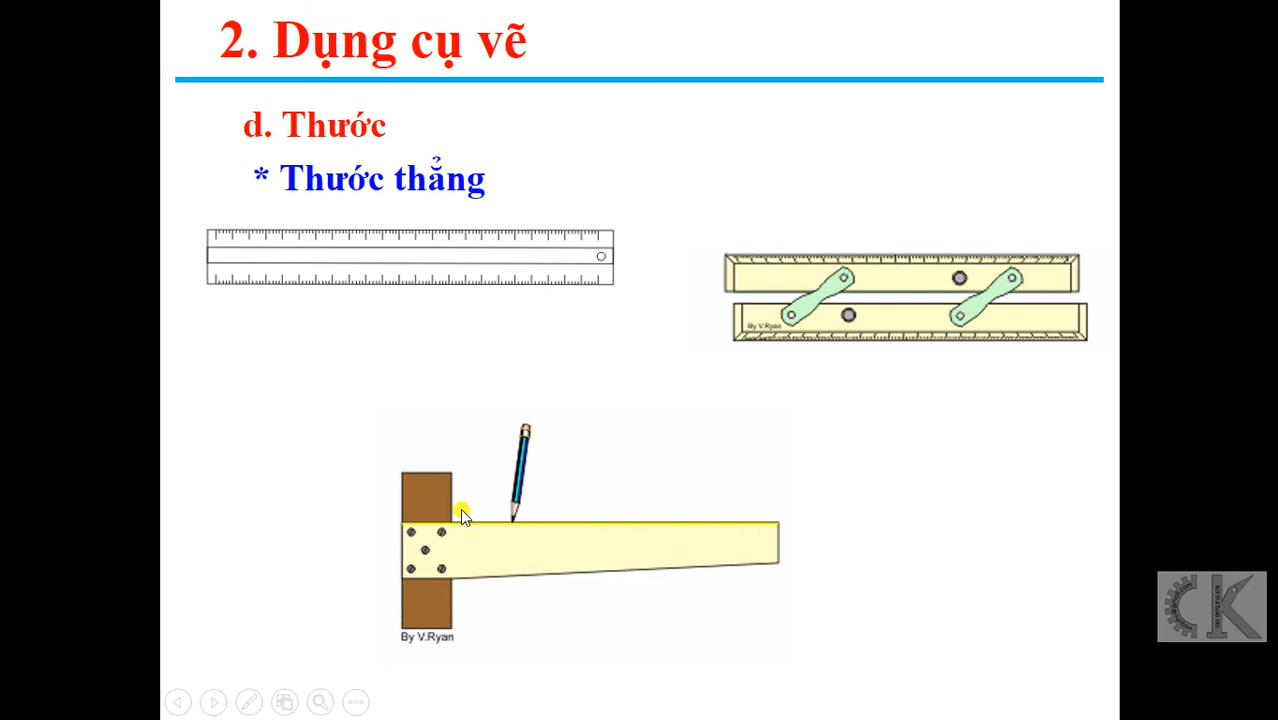 2. Dụng cụ vẽ
d. Thước
* Thước thẳng
By V.Ryan
By V.Ryan